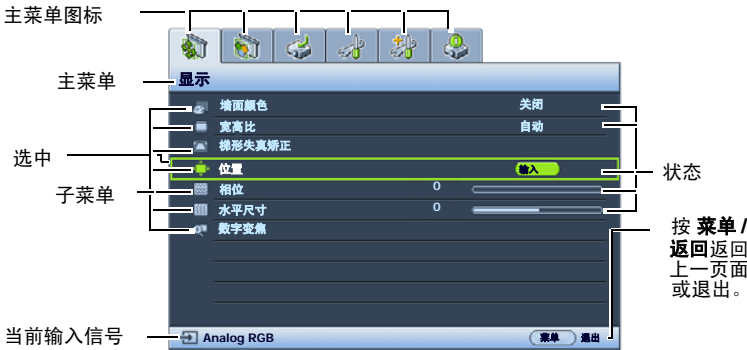 主菜单图标
主菜单
显示
墙面颜色 关闭
宽高比 自动
梯形失真矫正
选中
位置 输入
状态
子菜单
相位 0
水平尺寸 0
数字变焦
按 菜单 /
返回返回
上一页面
或退出。
当前输入信号
Analog RGB
菜单 退出